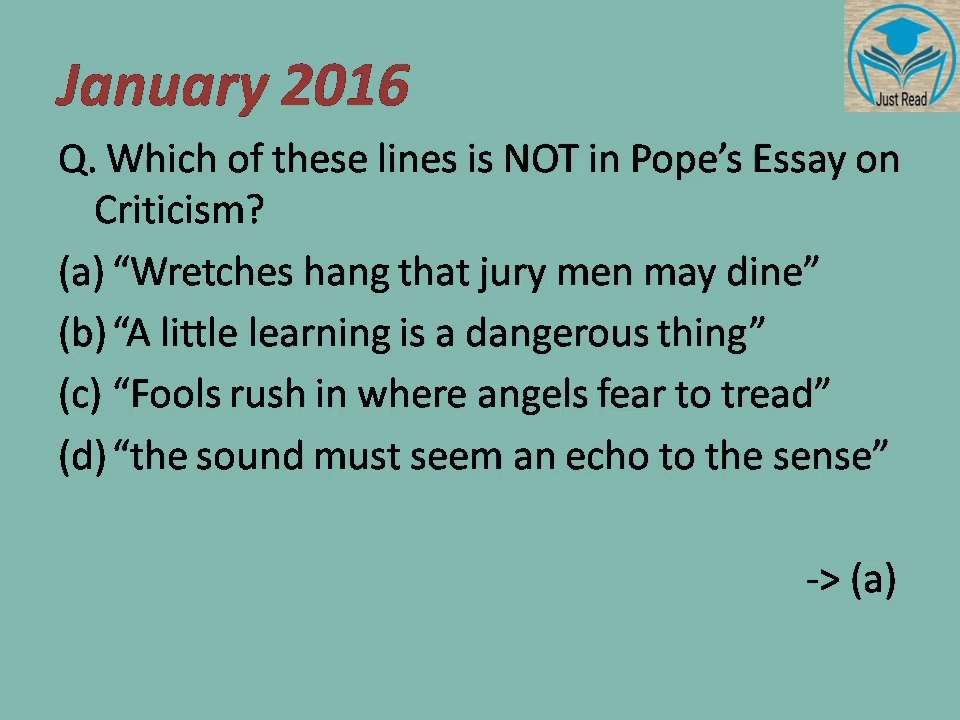 January 2016
Just Read
Q. Which of these lines is NOT in Pope’s Essay on
Criticism?
(a) “Wretches hang that jury men may dine”
(b) “A little learning is a dangerous thing”
(c) “Fools rush in where angels fear to tread”
(d) “the sound must seem an echo to the sense”
-> (a)